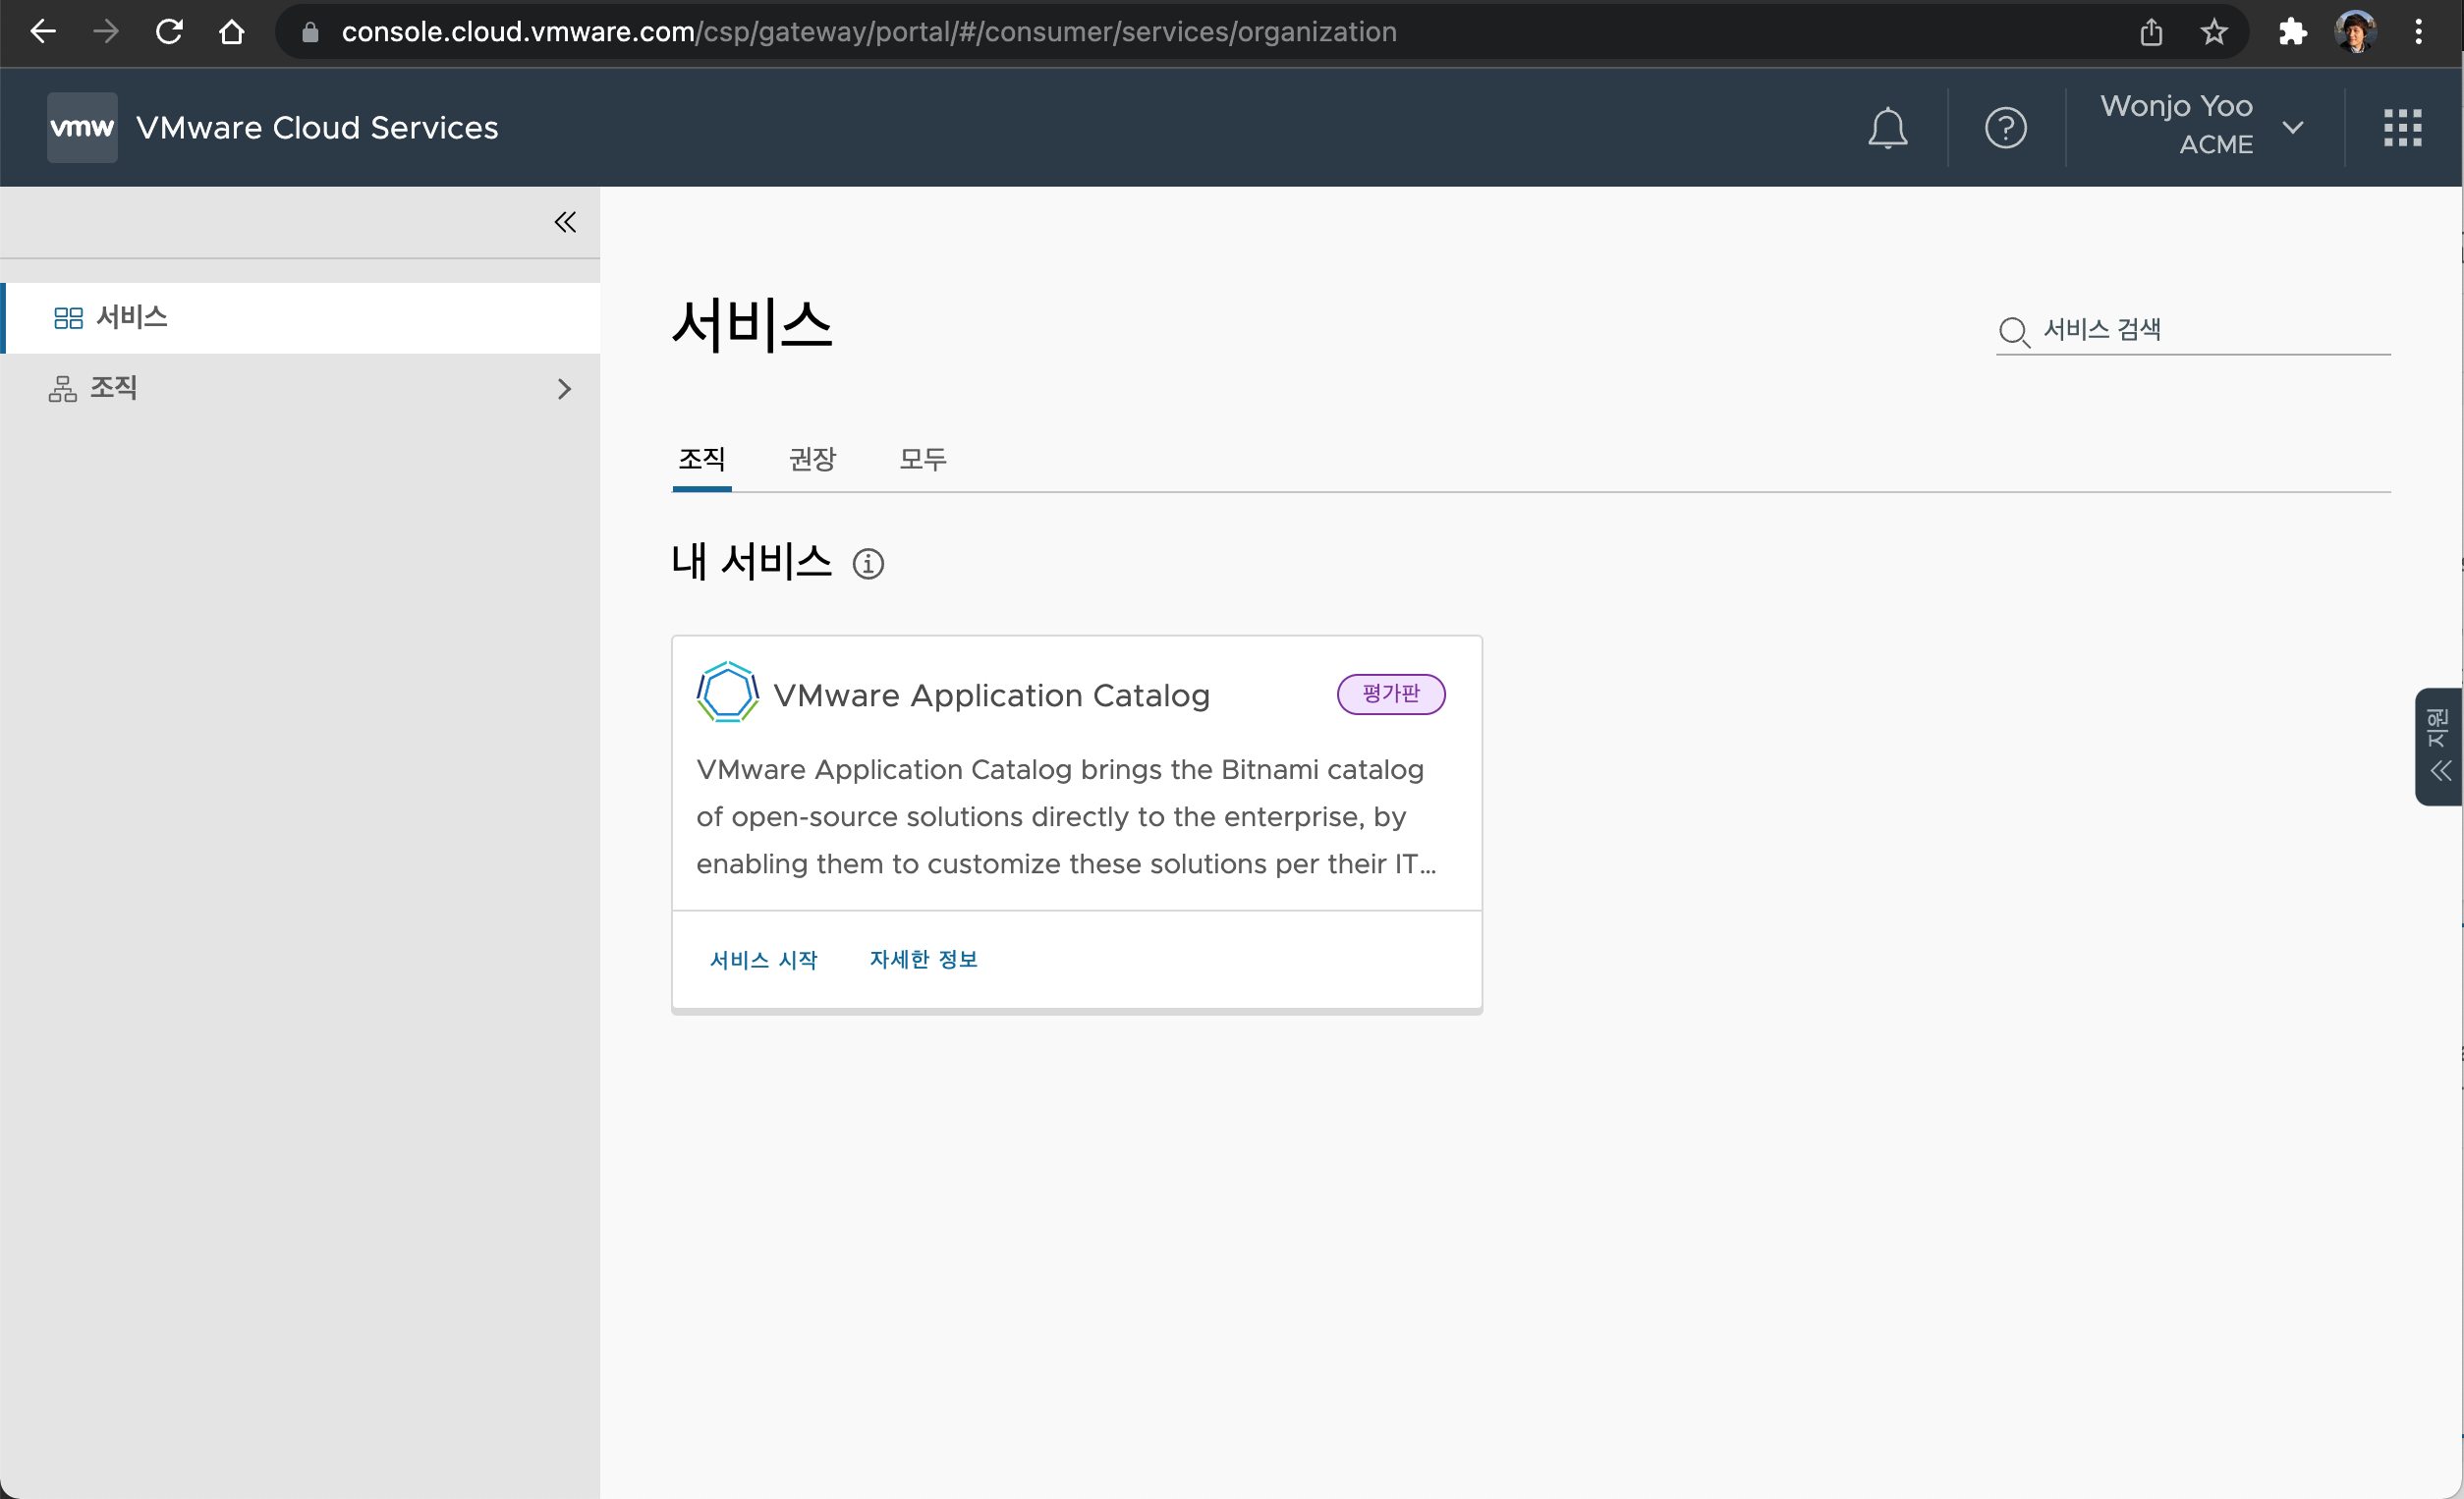 console.cloud.vmware.com/csp/gateway/portal/#/consumer/services/organization
vmw
VMware Cloud Services
Wonjo Yoo
ACME
서비스
조직
서비스
서비스 검색
조직
권장
모두
내 서비스
VMware Application Catalog
평가판
VMware Application Catalog brings the Bitnami catalog
of open-source solutions directly to the enterprise, by
enabling them to customize these solutions per their IT...
서비스 시작
자세한 정보
지원